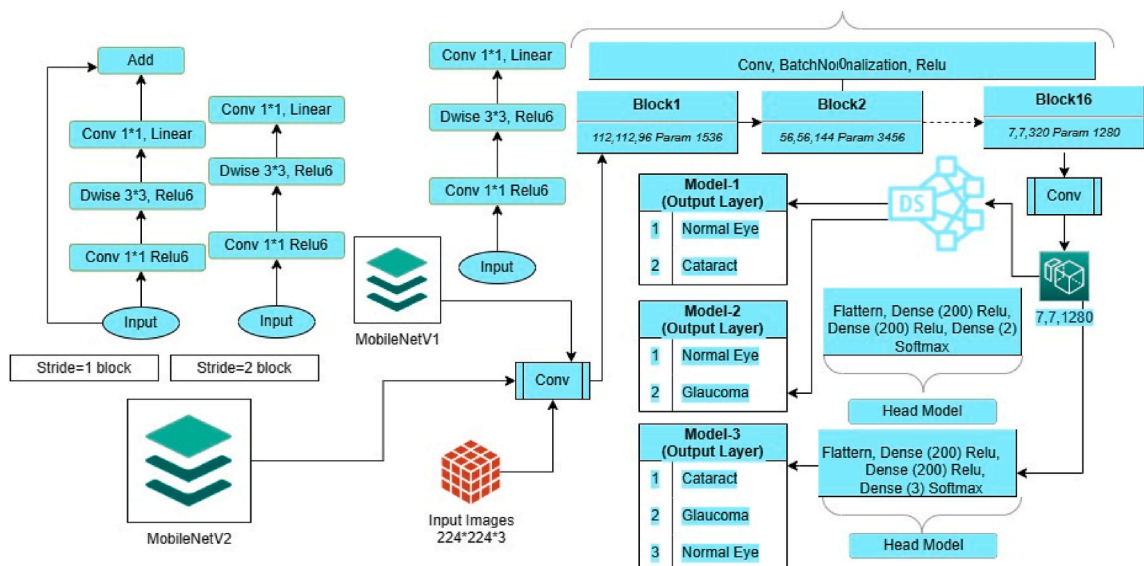 Add
Conv 1*1, Linear
Dwise 3*3, Relu6
Conv 1*1 Relu6
Input
Stride=1 block
Conv 1*1, Linear
Dwise 3*3, Relu6
Conv 1*1 Relu6
Input
Stride=2 block
Conv 1*1, Linear
Dwise 3*3, Relu6
Conv 1*1 Relu6
Input
MobileNetV1
MobileNetV2
Conv
Input Images
224*224*3
Conv, BatchNor0nalization, Relu
Block1
112,112,96 Param 1536
Block2
56,56,144 Param 3456
Block16
7,7,320 Param 1280
Conv
7,7,1280
DS
Model-1
(Output Layer)
1 Normal Eye
2 Cataract
Model-2
(Output Layer)
1 Normal Eye
2 Glaucoma
Model-3
(Output Layer)
1 Cataract
2 Glaucoma
3 Normal Eye
Flattern, Dense (200) Relu,
Dense (200) Relu, Dense (2)
Softmax
Head Model
Flattern, Dense (200) Relu,
Dense (200) Relu,
Dense (3) Softmax
Head Model